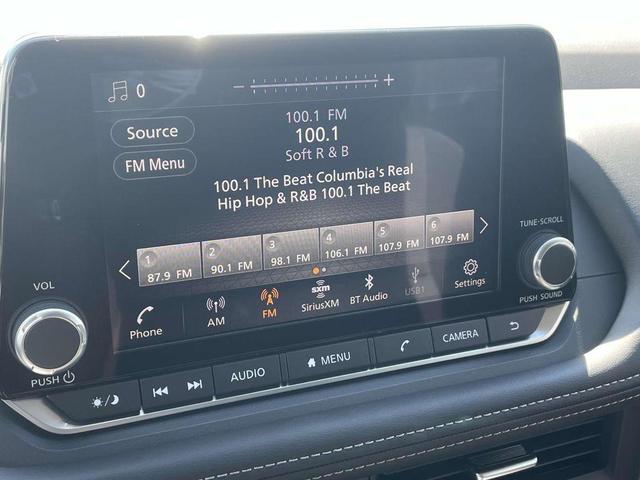 0
− +
100.1 FM
Source
100.1
Soft R & B
FM Menu
100.1 The Beat Columbia's Real
Hip Hop & R&B 100.1 The Beat
1 2 3 4 5 6
87.9 FM 90.1 FM 98.1 FM 106.1 FM 107.9 FM 107.9 FM
Phone AM FM sxm SiriusXM BT Audio USB1 Settings
VOL
PUSH
TUNE-SCROLL
PUSH SOUND
AUDIO MENU CAMERA